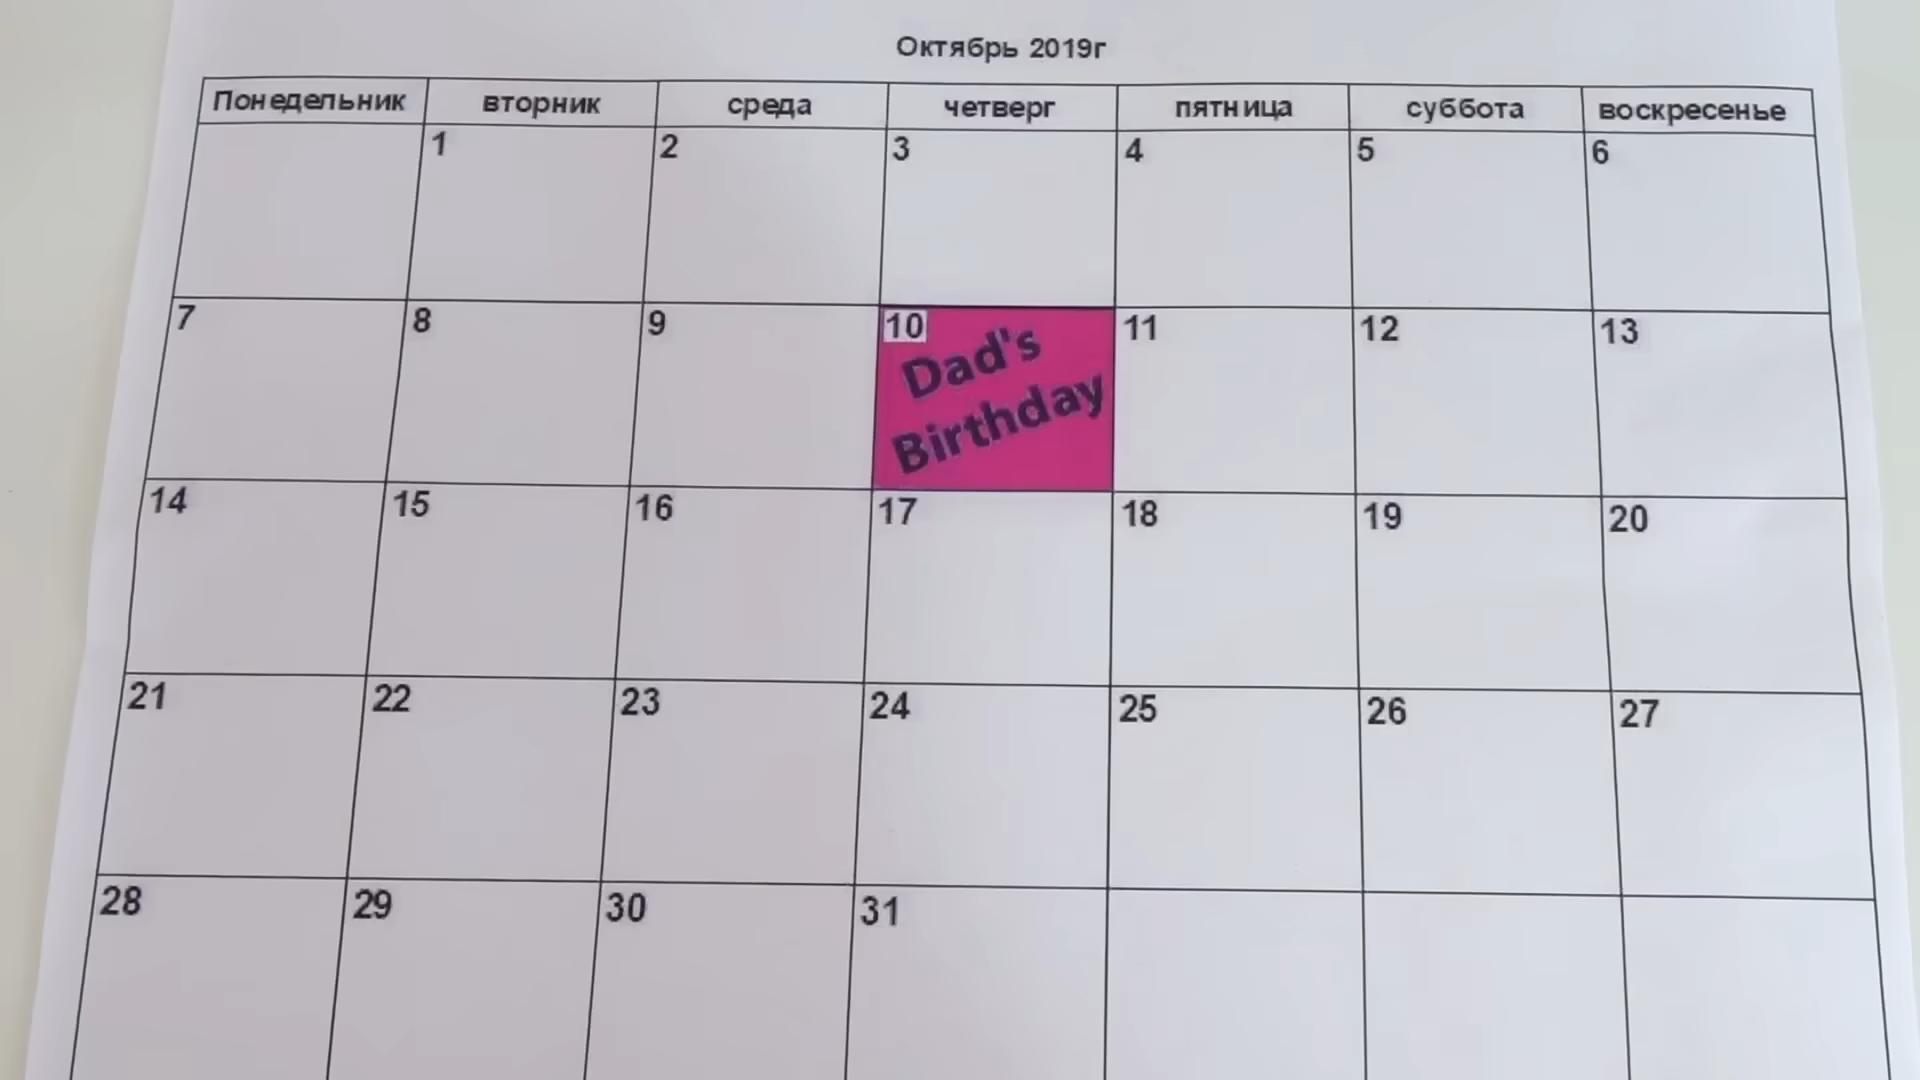 Октябрь 2019г
Понедельник вторник среда четверг пятница суббота воскресенье
1 2 3 4 5 6
7 8 9 10 11 12 13
Dad's
Birthday
14 15 16 17 18 19 20
21 22 23 24 25 26 27
28 29 30 31